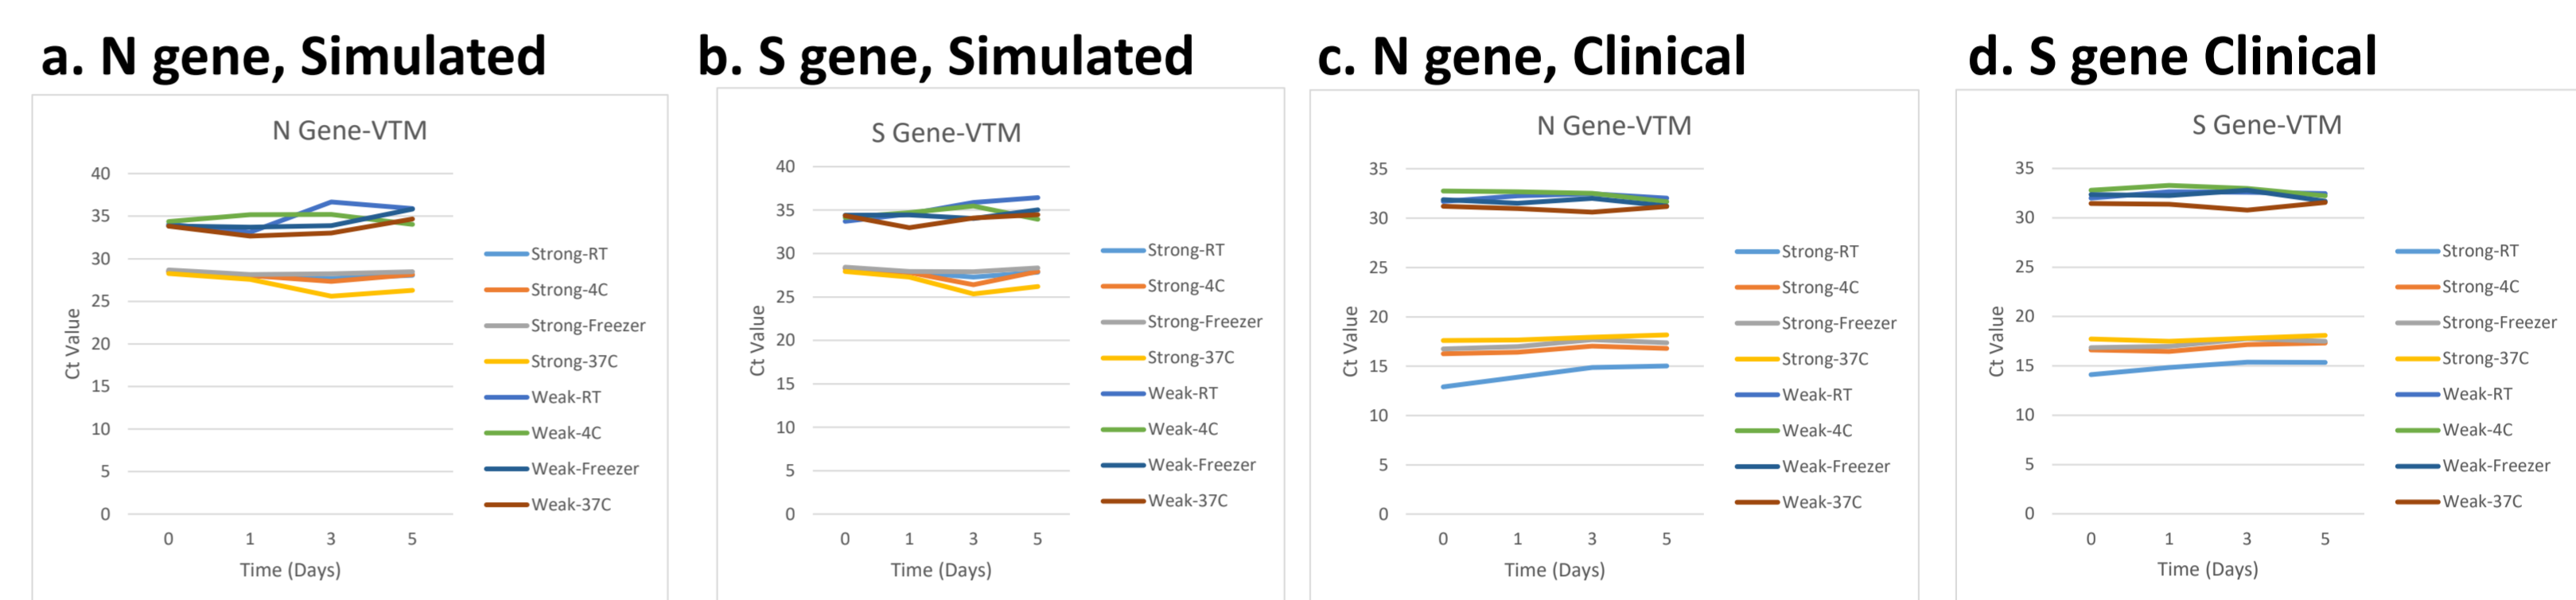 a. N gene, Simulated
N Gene-VTM
40
35
30
25
20
15
10
5
0
Ct Value
0 1 3 5
Time (Days)
Strong-RT
Strong-4C
Strong-Freezer
Strong-37C
Weak-RT
Weak-4C
Weak-Freezer
Weak-37C
b. S gene, Simulated
S Gene-VTM
40
35
30
25
20
15
10
5
0
Ct Value
0 1 3 5
Time (Days)
Strong-RT
Strong-4C
Strong-Freezer
Strong-37C
Weak-RT
Weak-4C
Weak-Freezer
Weak-37C
c. N gene, Clinical
N Gene-VTM
35
30
25
20
15
10
5
0
Ct Value
0 1 3 5
Time (Days)
Strong-RT
Strong-4C
Strong-Freezer
Strong-37C
Weak-RT
Weak-4C
Weak-Freezer
Weak-37C
d. S gene Clinical
S Gene-VTM
35
30
25
20
15
10
5
0
Ct Value
0 1 3 5
Time (Days)
Strong-RT
Strong-4C
Strong-Freezer
Strong-37C
Weak-RT
Weak-4C
Weak-Freezer
Weak-37C